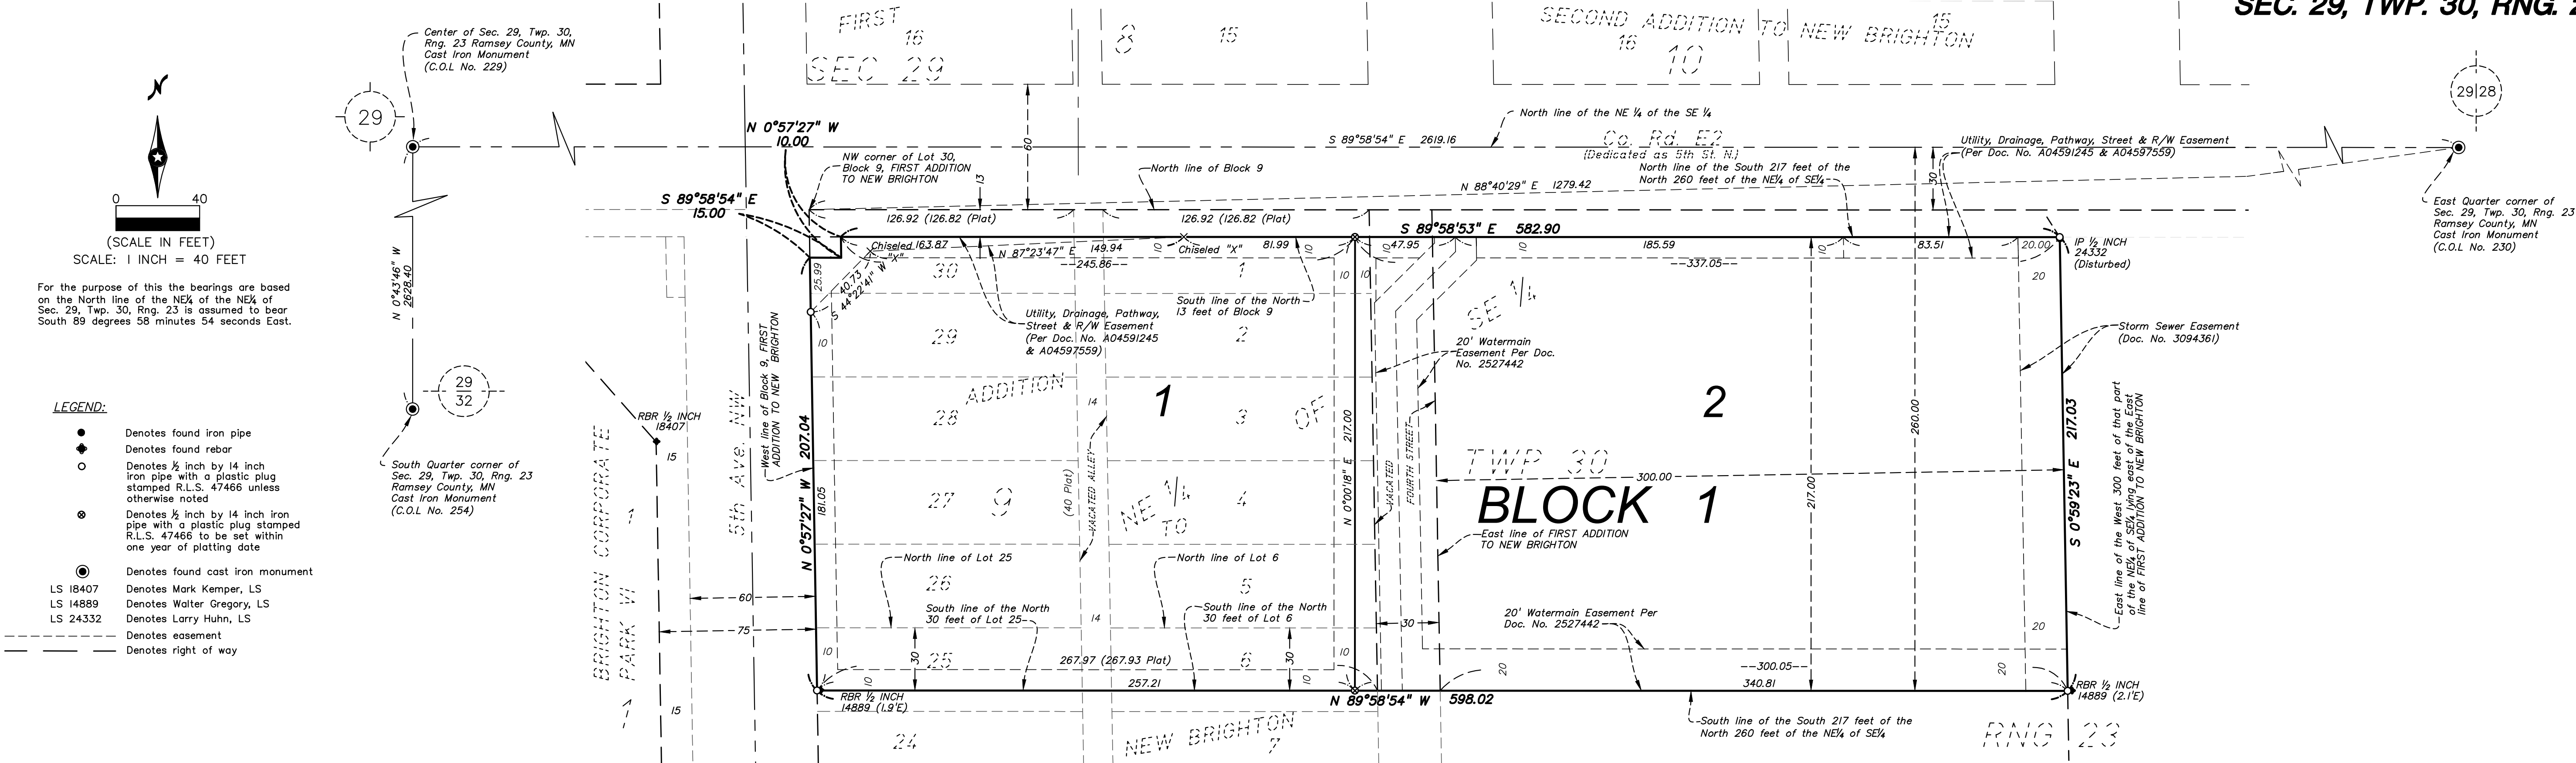 SEC. 29, TWP. 30, RNG. 2
Center of Sec. 29, Twp. 30,
Rng. 23 Ramsey County, MN
Cast Iron Monument
(C.O.L No. 229)
29
N
0 40
(SCALE IN FEET)
SCALE: 1 INCH = 40 FEET
For the purpose of this the bearings are based
on the North line of the NE¼ of the NE¼ of
Sec. 29, Twp. 30, Rng. 23 is assumed to bear
South 89 degrees 58 minutes 54 seconds East.
N 0°43'46" W
2628.40
29
32
South Quarter corner of
Sec. 29, Twp. 30, Rng. 23
Ramsey County, MN
Cast Iron Monument
(C.O.L No. 254)
LEGEND:
Denotes found iron pipe
Denotes found rebar
Denotes ½ inch by 14 inch
iron pipe with a plastic plug
stamped R.L.S. 47466 unless
otherwise noted
Denotes ½ inch by 14 inch iron
pipe with a plastic plug stamped
R.L.S. 47466 to be set within
one year of platting date
Denotes found cast iron monument
LS 18407 Denotes Mark Kemper, LS
LS 14889 Denotes Walter Gregory, LS
LS 24332 Denotes Larry Huhn, LS
Denotes easement
Denotes right of way
FIRST
16
SEC 29
8
15
SECOND ADDITION TO NEW BRIGHTON
16
10
15
29|28
East Quarter corner of
Sec. 29, Twp. 30, Rng. 23
Ramsey County, MN
Cast Iron Monument
(C.O.L No. 230)
N 0°57'27" W
10.00
S 89°58'54" E
15.00
NW corner of Lot 30,
Block 9, FIRST ADDITION
TO NEW BRIGHTON
North line of Block 9
60
13
S 89°58'54" E 2619.16
North line of the NE ¼ of the SE ¼
Co. Rd. E2
(Dedicated as 5th St. N.)
North line of the South 217 feet of the
North 260 feet of the NE¼ of SE¼
Utility, Drainage, Pathway, Street & R/W Easement
(Per Doc. No. A04591245 & A04597559)
30
N 88°40'29" E 1279.42
126.92 (126.82 (Plat)
126.92 (126.82 (Plat)
S 89°58'53" E 582.90
Chiseled "X"
163.87
N 87°23'47" E 149.94
--245.86--
10
Chiseled "X"
81.99
10
47.95
10
185.59
10
83.51
20.00
--337.05--
IP ½ INCH
24332
(Disturbed)
25.99
40.73
S 44°22'41" W
30
1
10 10
20
South line of the North
13 feet of Block 9
Utility, Drainage, Pathway,
Street & R/W Easement
(Per Doc. No. A04591245
& A04597559)
SE ¼
29
2
10
20' Watermain
Easement Per Doc.
No. 2527442
Storm Sewer Easement
(Doc. No. 3094361)
West line of Block 9, FIRST
ADDITION TO NEW BRIGHTON
ADDITION
14
1
2
28
3
OF
RBR ½ INCH
18407
15
5th Ave. NW
BRIGHTON CORPORATE
PARK VI
1
1
15
N 0°57'27" W 207.04
181.05
(40 Plat)
VACATED ALLEY
N 0°00'18" E 217.00
VACATED
FOURTH STREET
TWP 30
300.00
BLOCK 1
217.00
260.00
S 0°59'23" E 217.03
East line of the West 300 feet of that part
of the NE¼ of SE¼ lying east of the East
line of FIRST ADDITION TO NEW BRIGHTON
27
9
NE ¼
TO
4
East line of FIRST ADDITION
TO NEW BRIGHTON
North line of Lot 25
North line of Lot 6
26
5
60
75
South line of the North
30 feet of Lot 25
14
South line of the North
30 feet of Lot 6
30
20' Watermain Easement Per
Doc. No. 2527442
20
10
30
25
267.97 (267.93 Plat)
6
30
10
--300.05--
10
257.21
10
20
340.81
20
RBR ½ INCH
14889 (1.9'E)
N 89°58'54" W 598.02
RBR ½ INCH
14889 (2.1'E)
South line of the South 217 feet of the
North 260 feet of the NE¼ of SE¼
24
NEW BRIGHTON
7
RNG 23